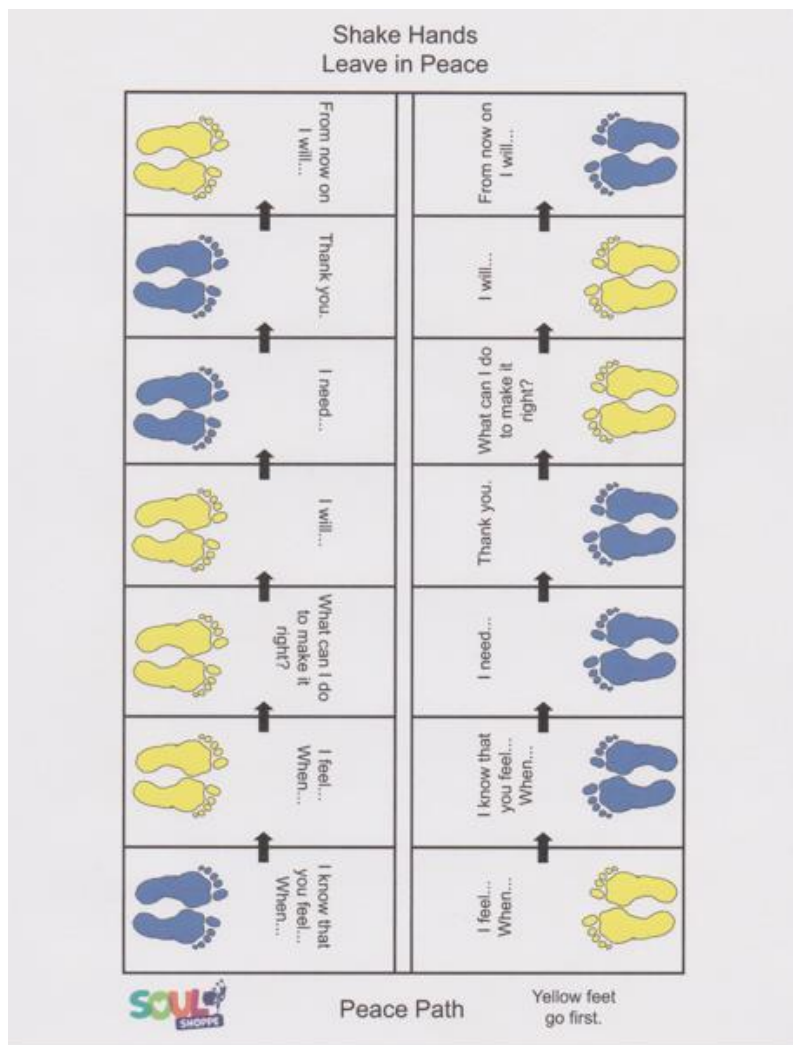 Shake Hands
Leave in Peace
From now on
I will...
From now on
I will...
Thank you.
I will...
I need...
What can I do
to make it
right?
I will...
Thank you.
What can I do
to make it
right?
I need...
I feel...
When...
I know that
you feel...
When...
I know that
you feel...
When...
I feel...
When...
SOUL
SHOPPE
Peace Path
Yellow feet
go first.